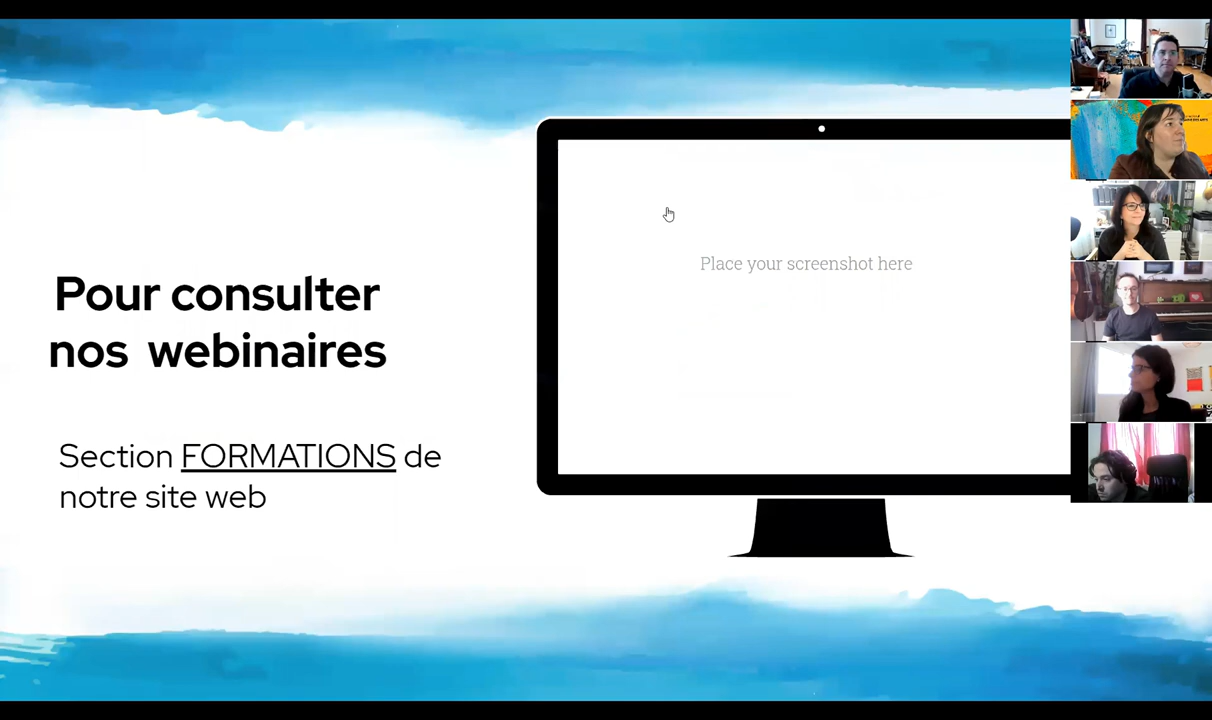 Pour consulter
nos webinaires
Section FORMATIONS de
notre site web
Place your screenshot here